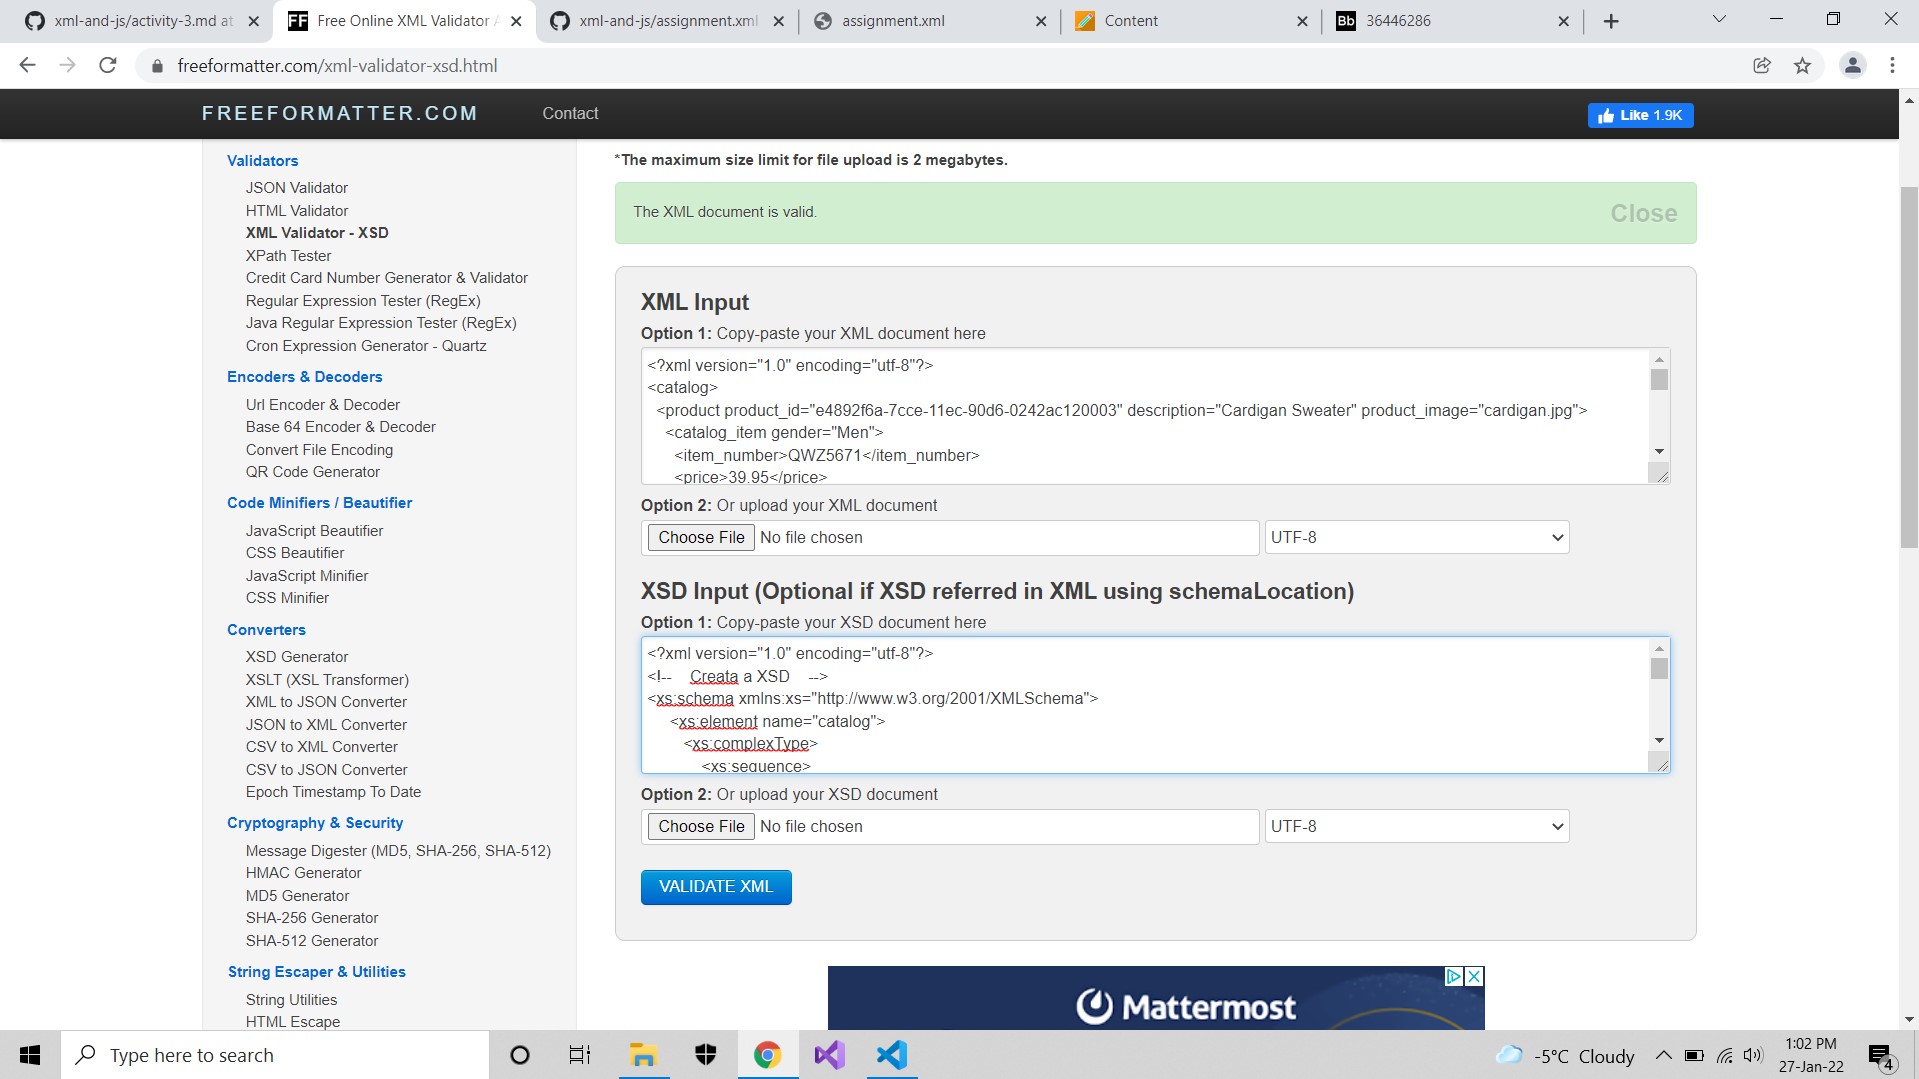 xml-and-js/activity-3.md at
Free Online XML Validator A
xml-and-js/assignment.xml
assignment.xml
Content
Bb 36446286
freeformatter.com/xml-validator-xsd.html
FREEFORMATTER.COM
Contact
Like 1.9K
Validators
JSON Validator
HTML Validator
XML Validator - XSD
XPath Tester
Credit Card Number Generator & Validator
Regular Expression Tester (RegEx)
Java Regular Expression Tester (RegEx)
Cron Expression Generator - Quartz
Encoders & Decoders
Url Encoder & Decoder
Base 64 Encoder & Decoder
Convert File Encoding
QR Code Generator
Code Minifiers / Beautifier
JavaScript Beautifier
CSS Beautifier
JavaScript Minifier
CSS Minifier
Converters
XSD Generator
XSLT (XSL Transformer)
XML to JSON Converter
JSON to XML Converter
CSV to XML Converter
CSV to JSON Converter
Epoch Timestamp To Date
Cryptography & Security
Message Digester (MD5, SHA-256, SHA-512)
HMAC Generator
MD5 Generator
SHA-256 Generator
SHA-512 Generator
String Escaper & Utilities
String Utilities
HTML Escape
*The maximum size limit for file upload is 2 megabytes.
The XML document is valid.
Close
XML Input
Option 1: Copy-paste your XML document here
<?xml version="1.0" encoding="utf-8"?>
<catalog>
<product product_id="e4892f6a-7cce-11ec-90d6-0242ac120003" description="Cardigan Sweater" product_image="cardigan.jpg">
<catalog_item gender="Men">
<item_number>QWZ5671</item_number>
<price>39.95</price>
Option 2: Or upload your XML document
Choose File No file chosen
UTF-8
XSD Input (Optional if XSD referred in XML using schemaLocation)
Option 1: Copy-paste your XSD document here
<?xml version="1.0" encoding="utf-8"?>
<!-- Creata a XSD -->
<xs:schema xmlns:xs="http://www.w3.org/2001/XMLSchema">
<xs:element name="catalog">
<xs:complexType>
<xs:sequence>
Option 2: Or upload your XSD document
Choose File No file chosen
UTF-8
VALIDATE XML
Mattermost
Type here to search
-5°C Cloudy
1:02 PM
27-Jan-22
4